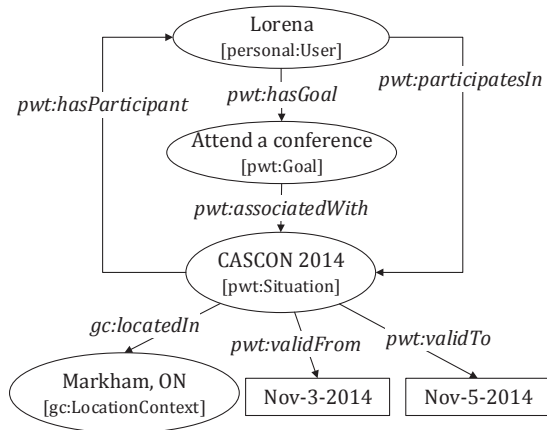 Lorena
[personal:User]
pwt:hasParticipant
pwt:hasGoal
pwt:participatesIn
Attend a conference
[pwt:Goal]
pwt:associatedWith
CASCON 2014
[pwt:Situation]
gc:locatedIn
pwt:validFrom
pwt:validTo
Markham, ON
[gc:LocationContext]
Nov-3-2014
Nov-5-2014